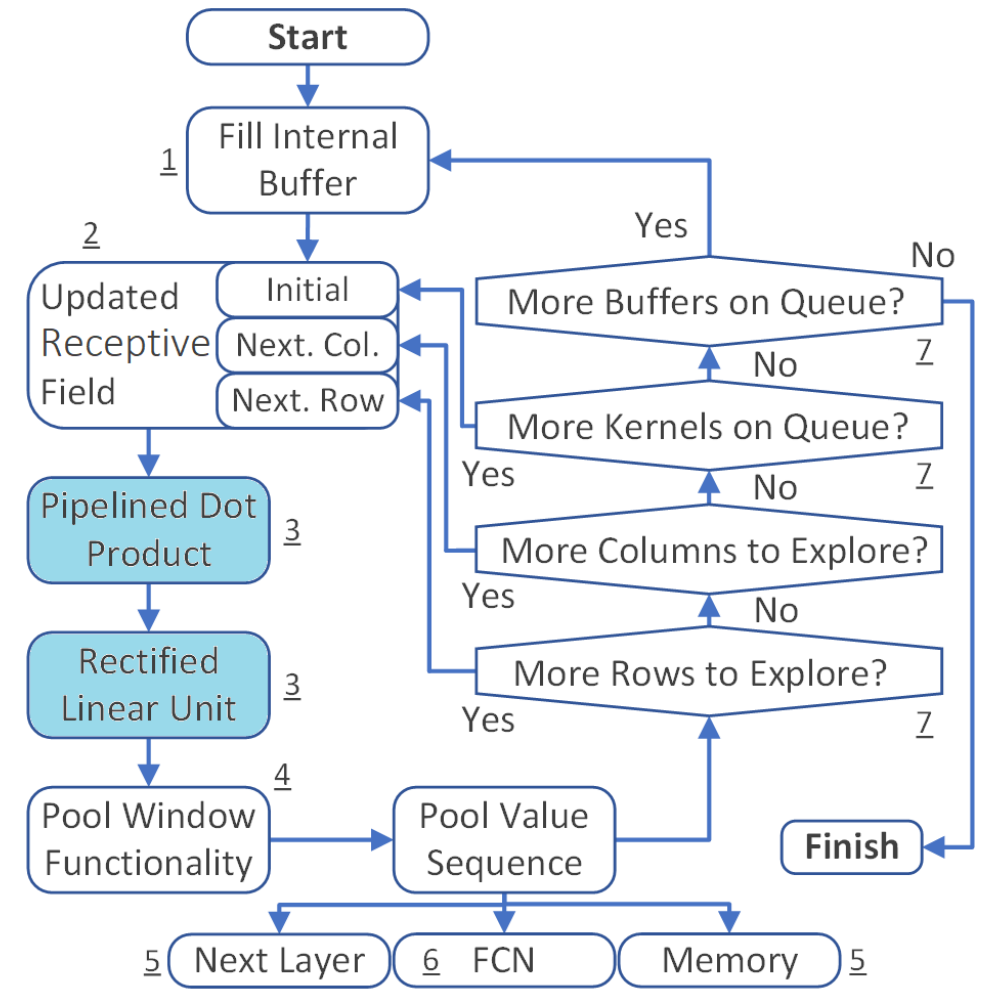 Start
1
Fill Internal
Buffer
2
Updated
Receptive
Field
Initial
Next. Col.
Next. Row
Pipelined Dot
Product
3
Rectified
Linear Unit
3
4
Pool Window
Functionality
Pool Value
Sequence
5
Next Layer
6
FCN
Memory
5
Yes
No
More Buffers on Queue?
7
No
More Kernels on Queue?
Yes
7
No
More Columns to Explore?
Yes
No
More Rows to Explore?
Yes
7
Finish